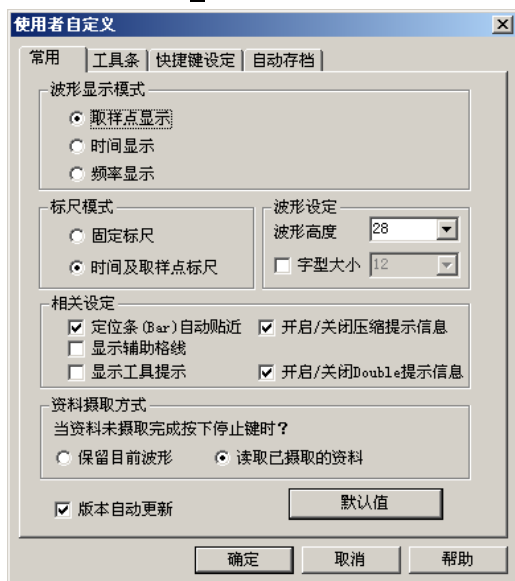 使用者自定义
常用 工具条 快捷键设定 自动存档
波形显示模式
取样点显示
时间显示
频率显示
标尺模式
固定标尺
时间及取样点标尺
波形设定
波形高度 28
字型大小 12
相关设定
定位条(Bar)自动贴近 开启/关闭压缩提示信息
显示辅助格线
显示工具提示 开启/关闭Double提示信息
资料摄取方式
当资料未摄取完成按下停止键时?
保留目前波形 读取已摄取的资料
版本自动更新 默认值
确定 取消 帮助